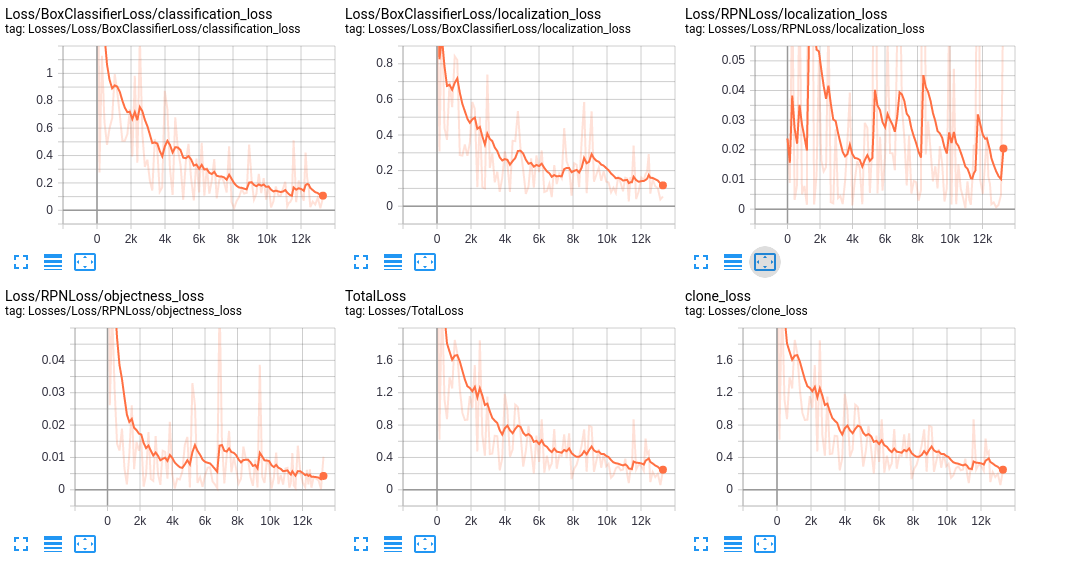 Loss/BoxClassifierLoss/classification_loss
tag: Losses/Loss/BoxClassifierLoss/classification_loss
1
0.8
0.6
0.4
0.2
0
0 2k 4k 6k 8k 10k 12k
Loss/BoxClassifierLoss/localization_loss
tag: Losses/Loss/BoxClassifierLoss/localization_loss
0.8
0.6
0.4
0.2
0
0 2k 4k 6k 8k 10k 12k
Loss/RPNLoss/localization_loss
tag: Losses/Loss/RPNLoss/localization_loss
0.05
0.04
0.03
0.02
0.01
0
0 2k 4k 6k 8k 10k 12k
Loss/RPNLoss/objectness_loss
tag: Losses/Loss/RPNLoss/objectness_loss
0.04
0.03
0.02
0.01
0
0 2k 4k 6k 8k 10k 12k
TotalLoss
tag: Losses/TotalLoss
1.6
1.2
0.8
0.4
0
0 2k 4k 6k 8k 10k 12k
clone_loss
tag: Losses/clone_loss
1.6
1.2
0.8
0.4
0
0 2k 4k 6k 8k 10k 12k